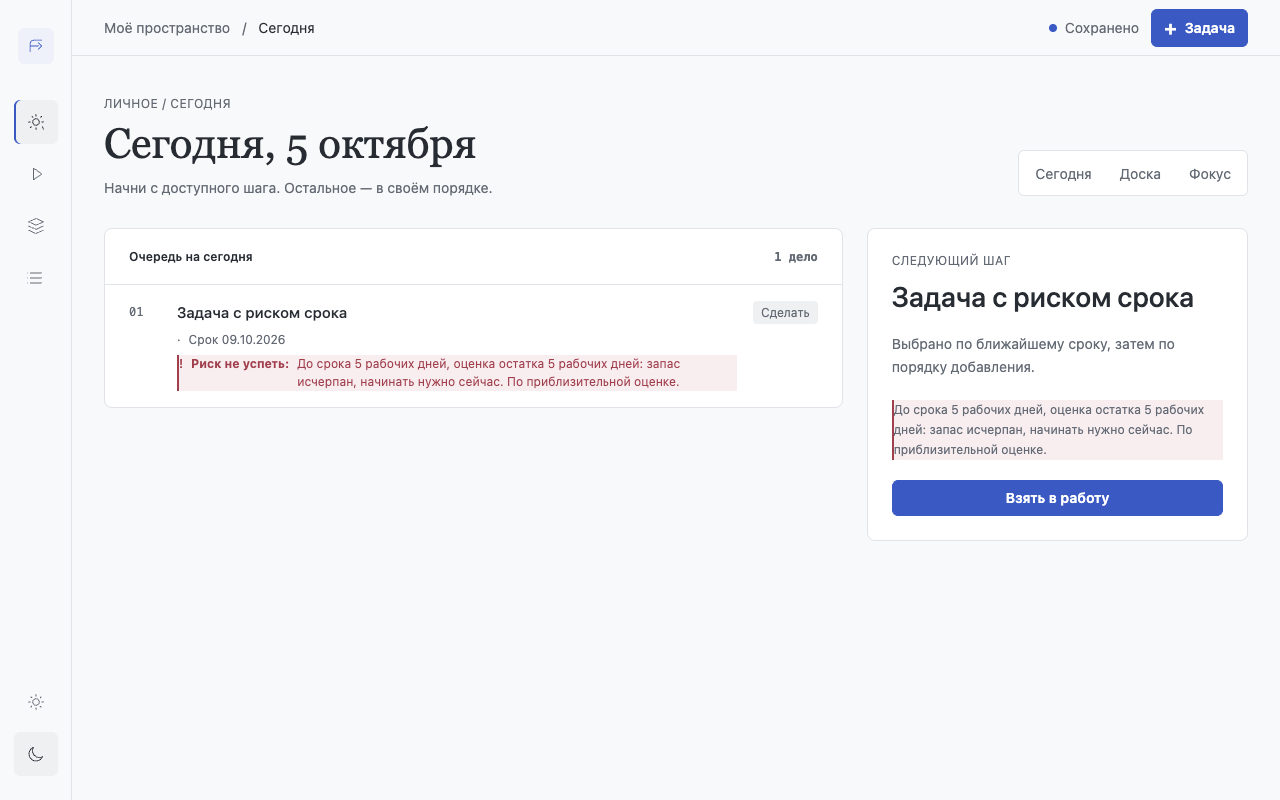 Моё пространство / Сегодня
Сохранено
+ Задача
ЛИЧНОЕ / СЕГОДНЯ
Сегодня, 5 октября
Начни с доступного шага. Остальное — в своём порядке.
Сегодня Доска Фокус
Очередь на сегодня
1 дело
01
Задача с риском срока
Сделать
· Срок 09.10.2026
! Риск не успеть: До срока 5 рабочих дней, оценка остатка 5 рабочих дней: запас
исчерпан, начинать нужно сейчас. По приблизительной оценке.
СЛЕДУЮЩИЙ ШАГ
Задача с риском срока
Выбрано по ближайшему сроку, затем по
порядку добавления.
До срока 5 рабочих дней, оценка остатка 5 рабочих
дней: запас исчерпан, начинать нужно сейчас. По
приблизительной оценке.
Взять в работу